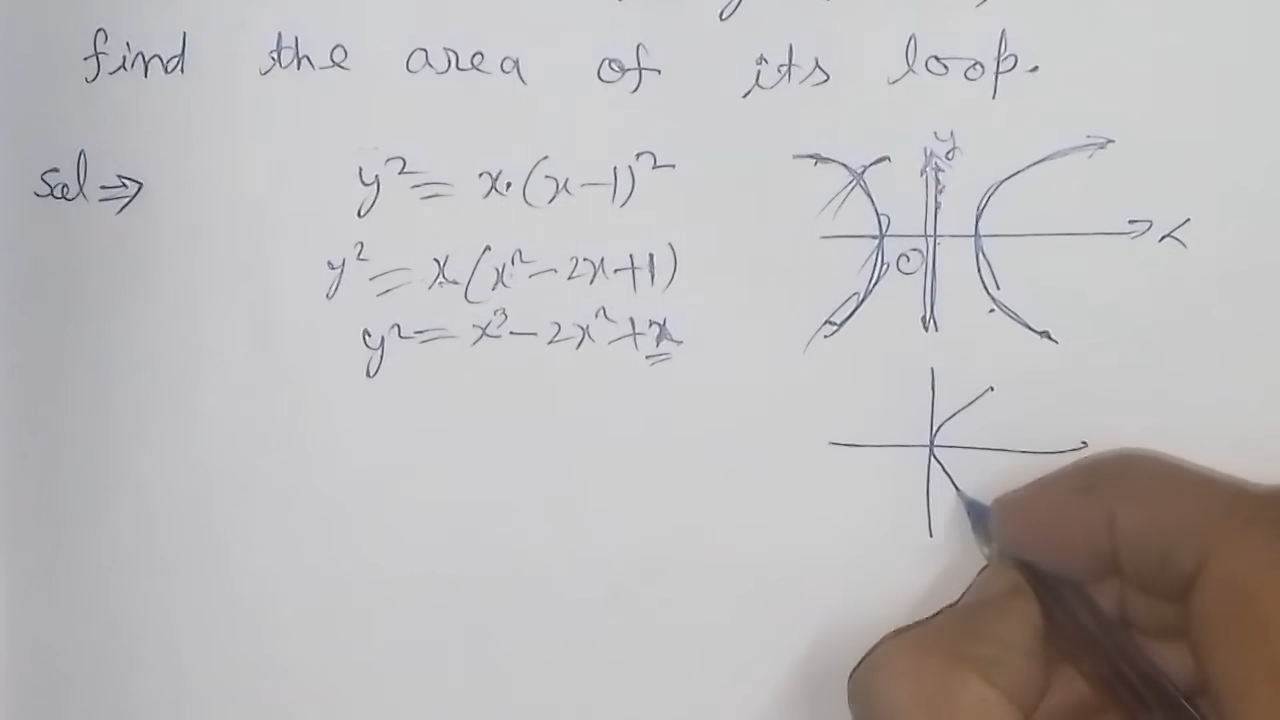 find the area of its loop.
Sol ⇒ y² = x.(x-1)²
y
y² = x(x²-2x+1)
O
x
y² = x³-2x²+x